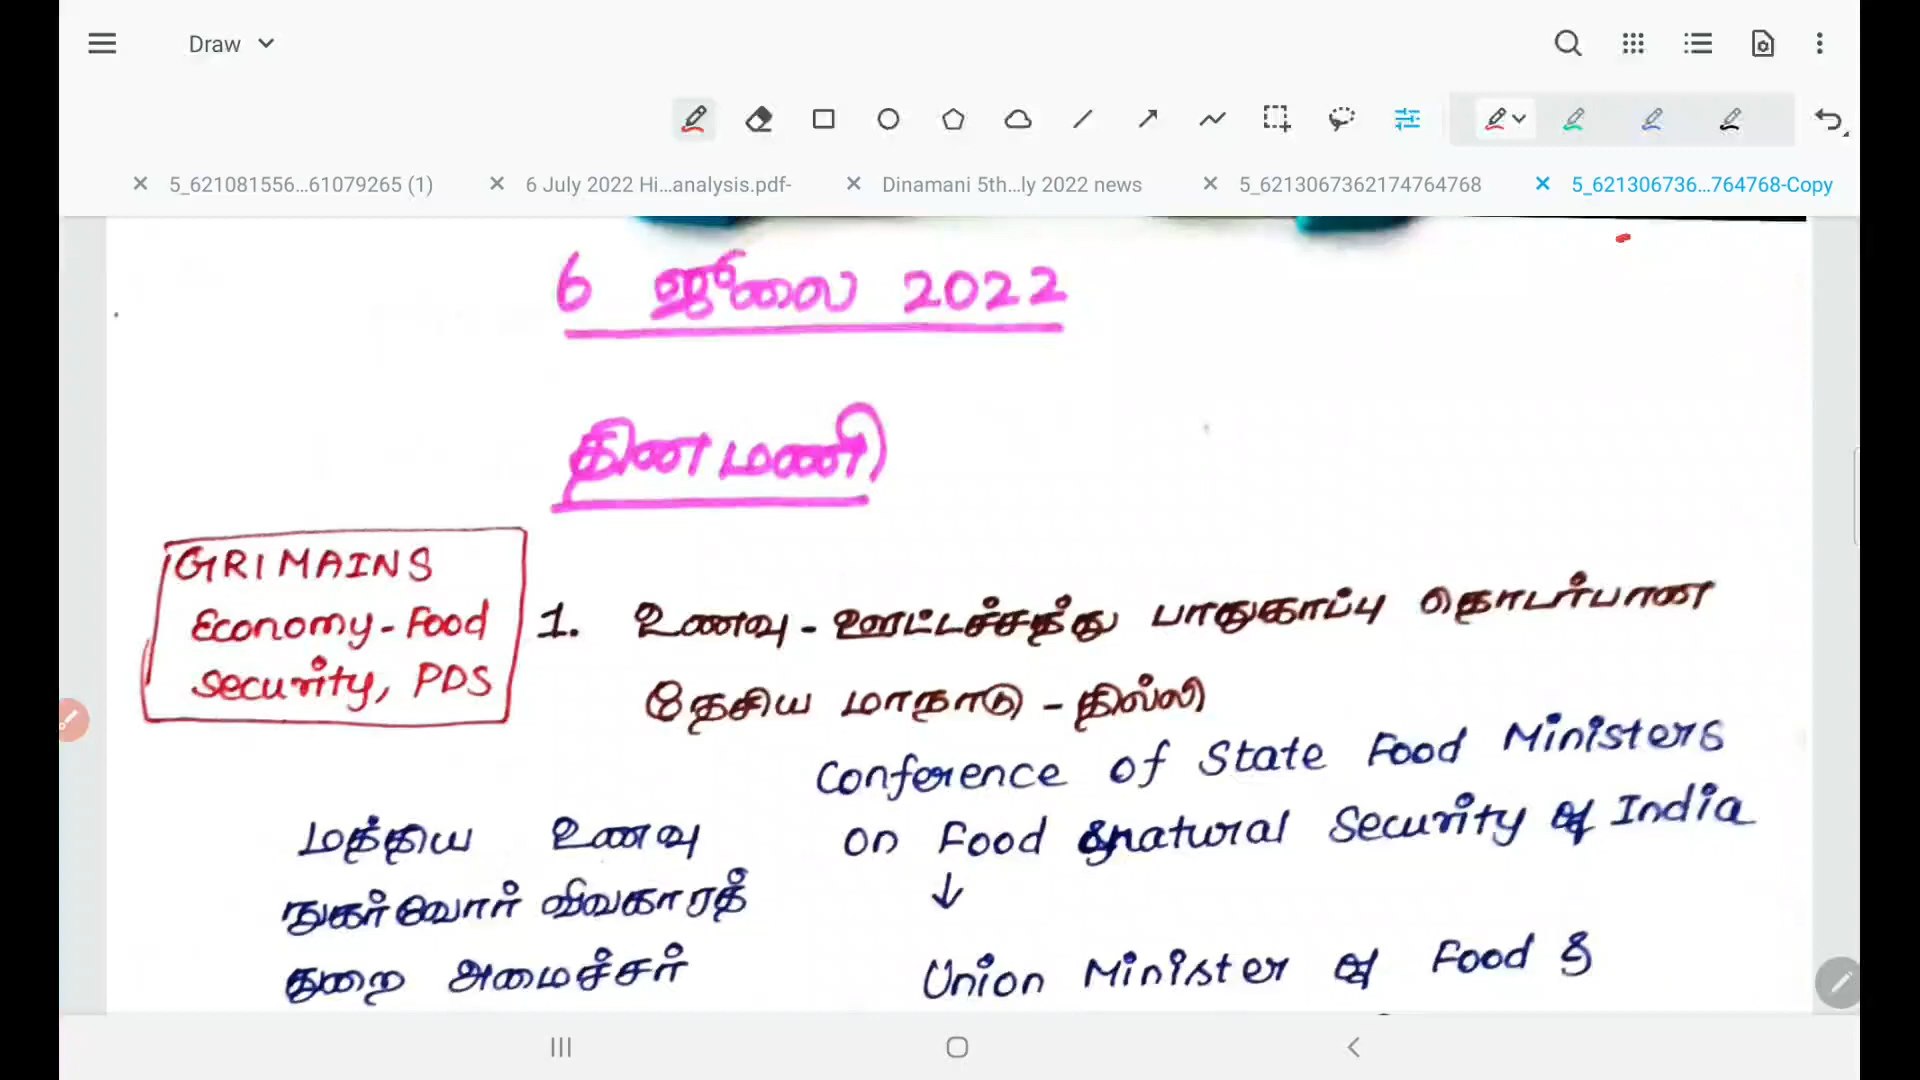 Draw
5_621081556...61079265 (1)
6 July 2022 Hi...analysis.pdf-
Dinamani 5th...ly 2022 news
5_6213067362174764768
5_621306736...764768-Copy
6 ஜூலை 2022
தினமணி
GR1 MAINS
Economy - Food
Security, PDS
1. உணவு - ஊட்டச்சத்து பாதுகாப்பு தொடர்பான
தேசிய மாநாடு - தில்லி
Conference of State Food Ministers
on Food & natural Security of India
↓
மத்திய உணவு
நுகர்வோர் விவகாரத்
துறை அமைச்சர்
Union Minister of Food &